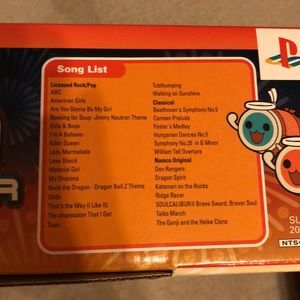 Song List
Licensed Rock/Pop
ABC
American Girls
Are You Gonna Be My Girl
Bowling for Soup -Jimmy Neutron Theme
Girls & Boys
I'm A Believer
Killer Queen
Lady Marmalade
Love Shack
Material Girl
My Sharona
Rock the Dragon - Dragon Ball Z Theme
Slide
That's the Way (I Like It)
The Impression That I Get
Toxic
Tubthumping
Walking on Sunshine
Classical
Beethoven's Symphony No.5
Carmen Prelude
Foster's Medley
Hungarian Dances No.5
Symphony No.25 in G Minor
William Tell Overture
Namco Original
Don Rangers
Dragon Spirit
Katamari on the Rocks
Ridge Racer
SOULCALIBUR II Brave Sword, Braver Soul
Taiko March
The Genji and the Heike Clans
R
SL
20
NTS